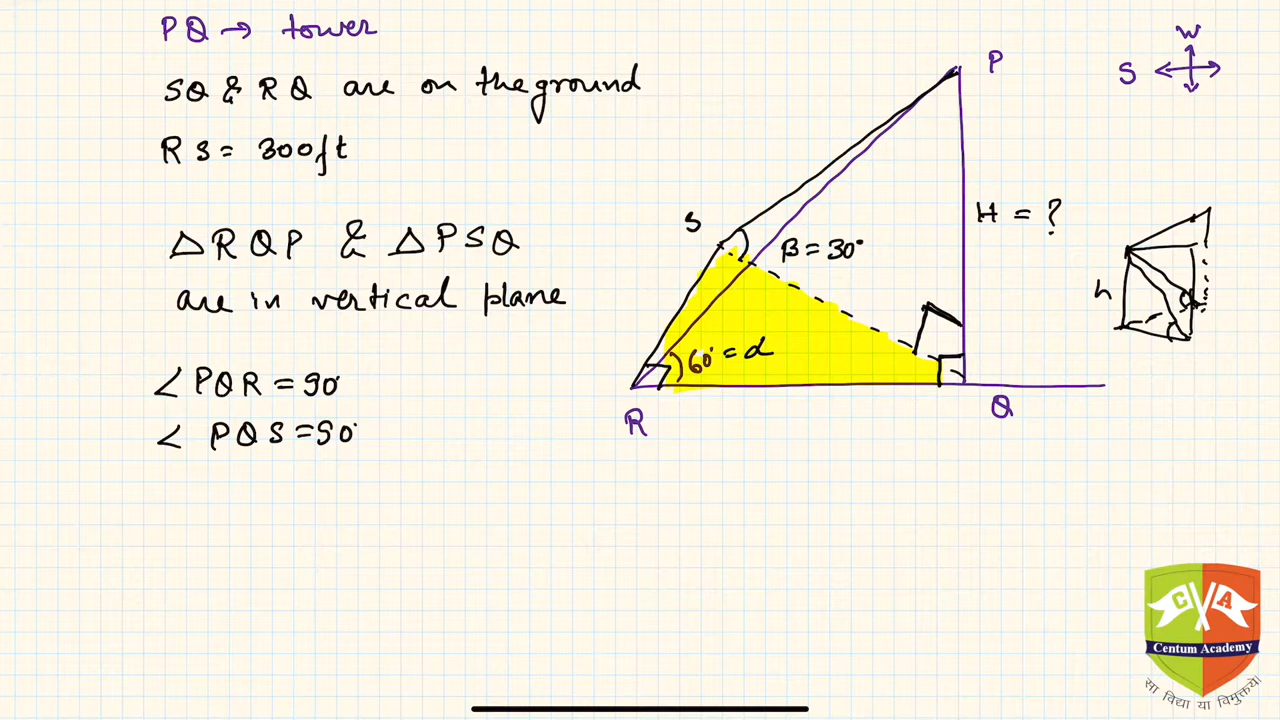 PQ → tower
SQ & RQ are on the ground
RS = 300ft
△RQP & △PSQ
are in vertical plane
∠PQR = 90°
∠PQS = 90°
P
W
S
S
H = ?
β = 30°
h
60° = α
R
Q
C A
Centum Academy
सा विद्या या विमुक्तये।